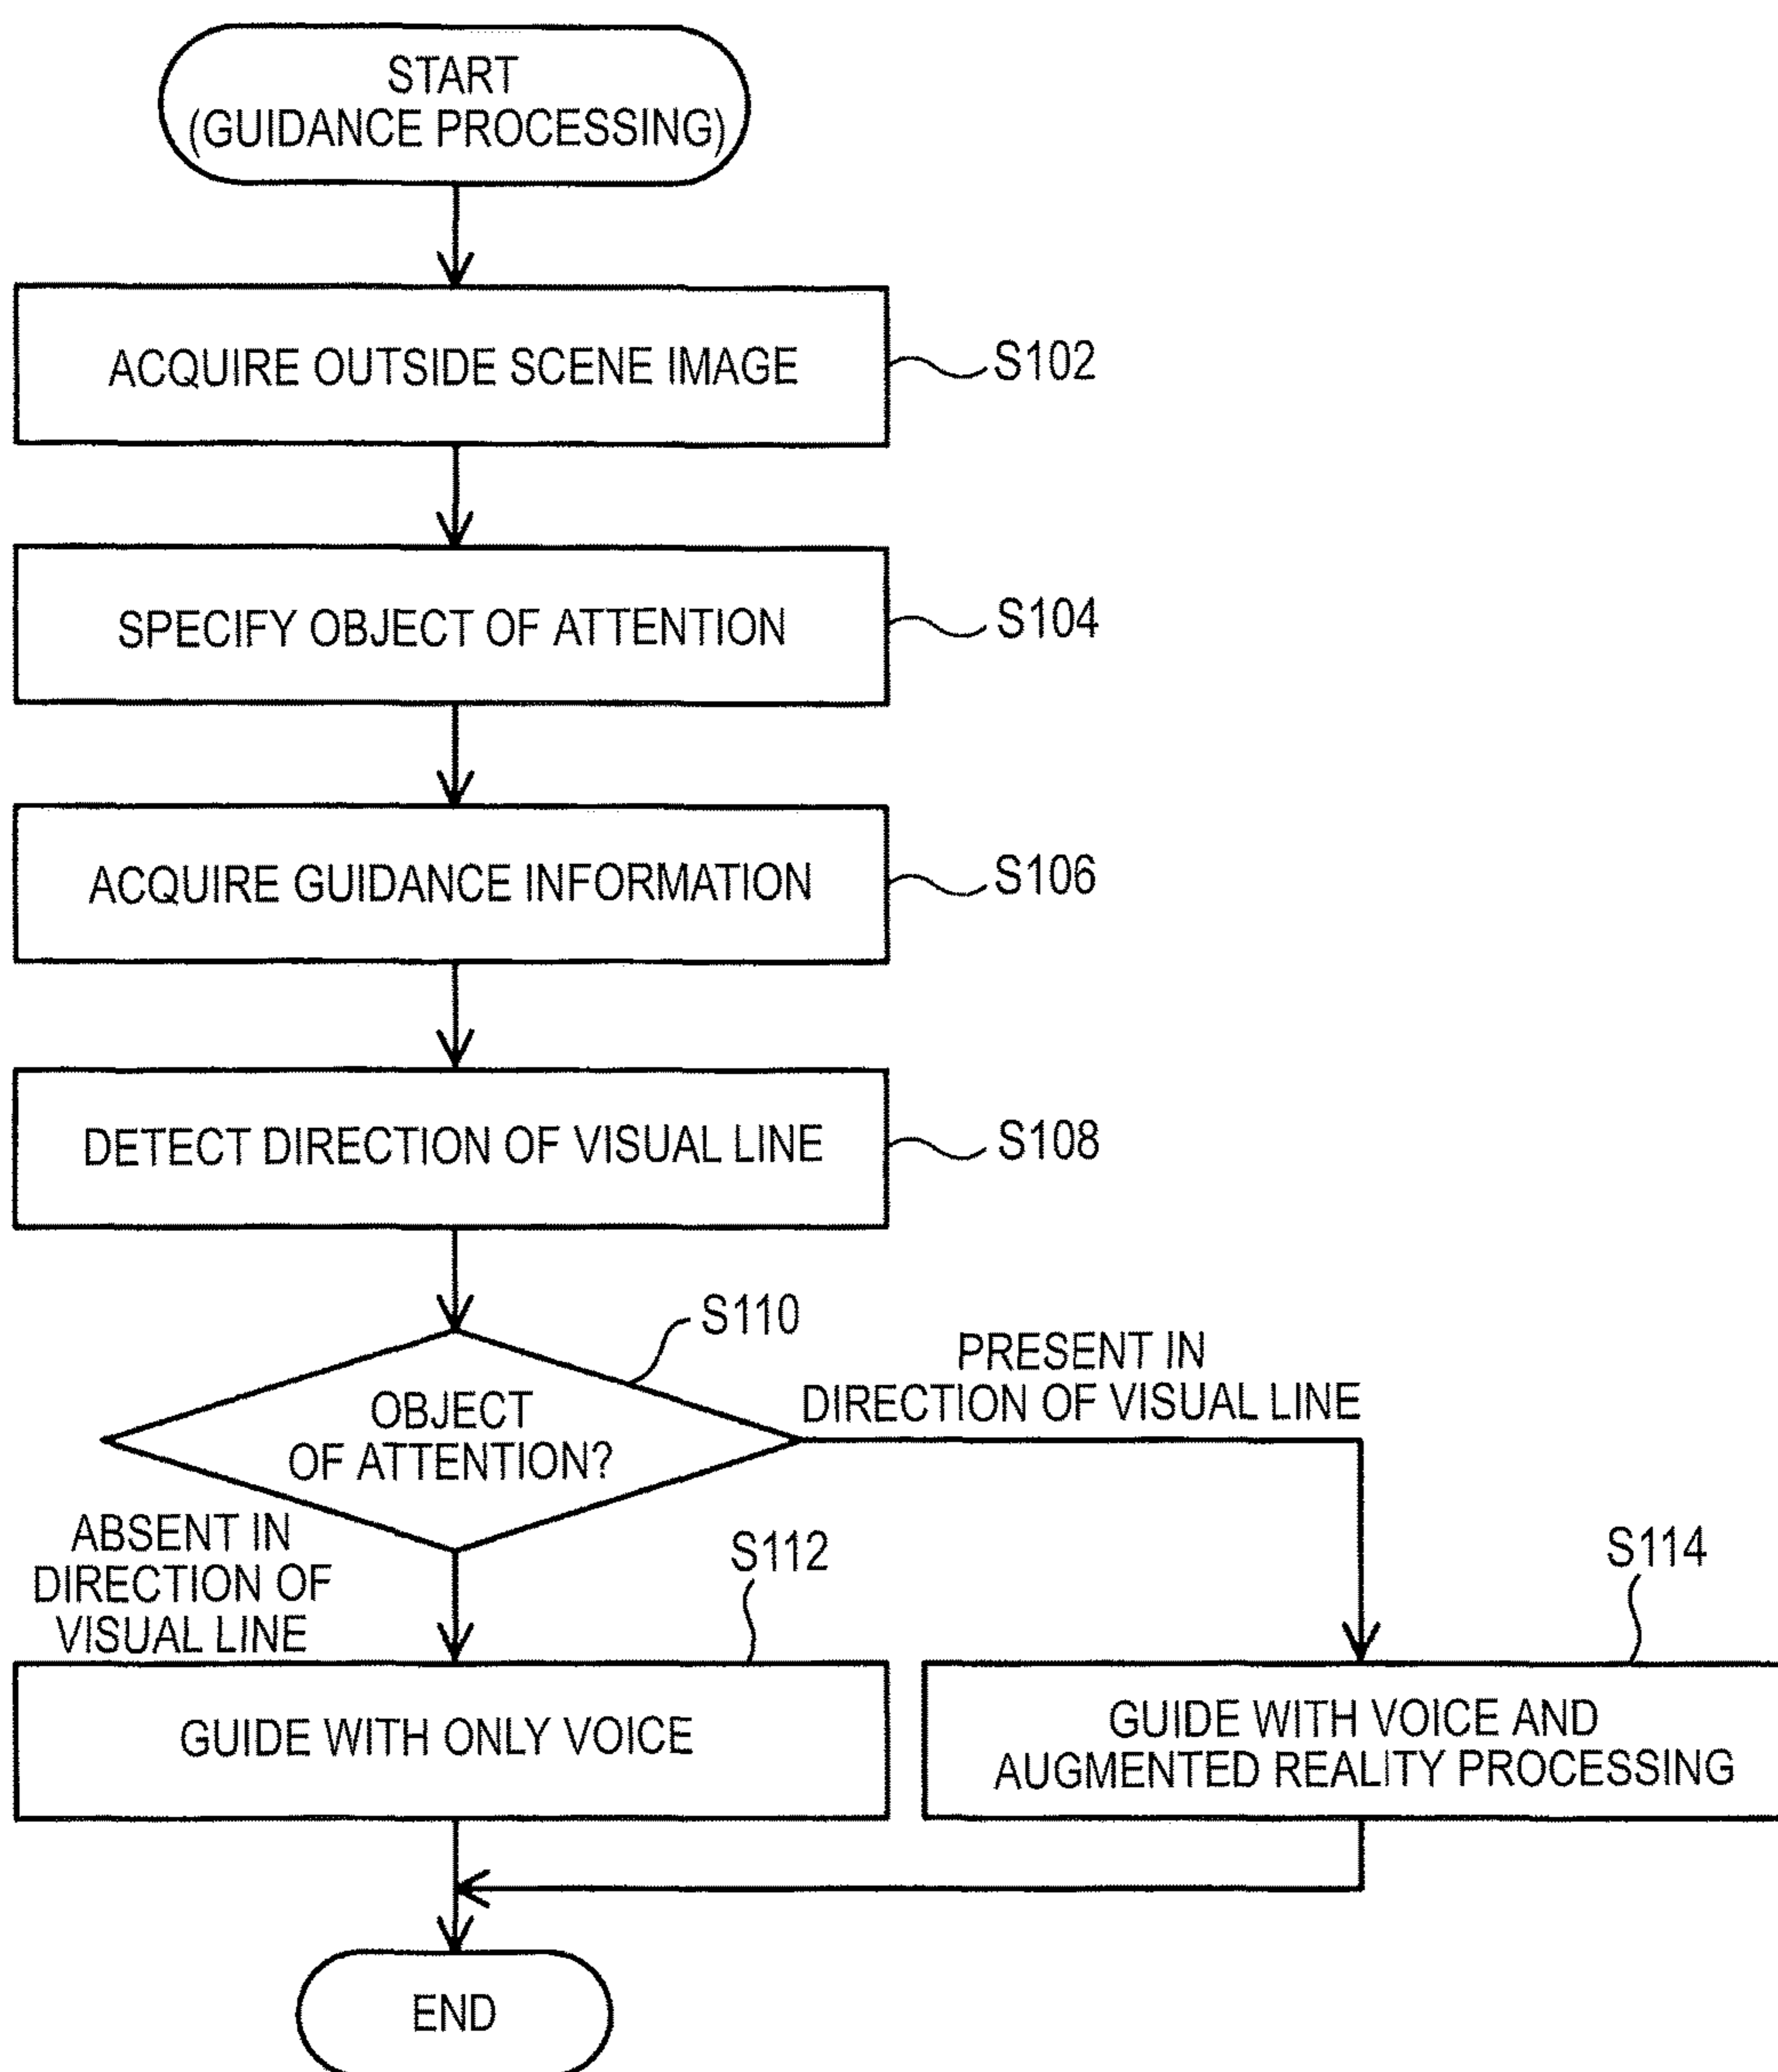 START
(GUIDANCE PROCESSING)
ACQUIRE OUTSIDE SCENE IMAGE
S102
SPECIFY OBJECT OF ATTENTION
S104
ACQUIRE GUIDANCE INFORMATION
S106
DETECT DIRECTION OF VISUAL LINE
S108
S110
OBJECT
OF ATTENTION?
PRESENT IN
DIRECTION OF VISUAL LINE
ABSENT IN
DIRECTION OF
VISUAL LINE
S112
GUIDE WITH ONLY VOICE
S114
GUIDE WITH VOICE AND
AUGMENTED REALITY PROCESSING
END